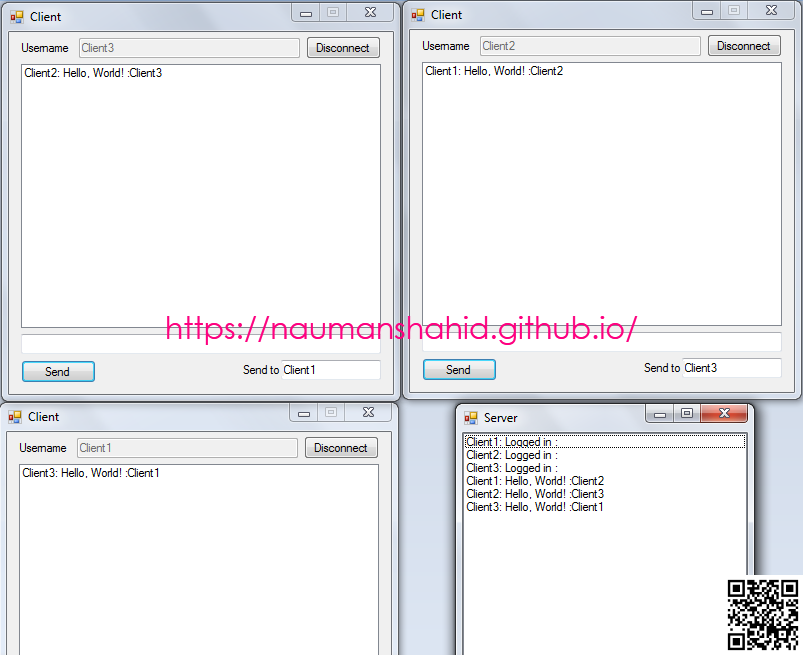 Client
Username Client3 Disconnect
Client2: Hello, World! :Client3
Send Send to Client1
Client
Username Client2 Disconnect
Client1: Hello, World! :Client2
Send Send to Client3
https://naumanshahid.github.io/
Client
Username Client1 Disconnect
Client3: Hello, World! :Client1
Server
Client1: Logged in :
Client2: Logged in :
Client3: Logged in :
Client1: Hello, World! :Client2
Client2: Hello, World! :Client3
Client3: Hello, World! :Client1